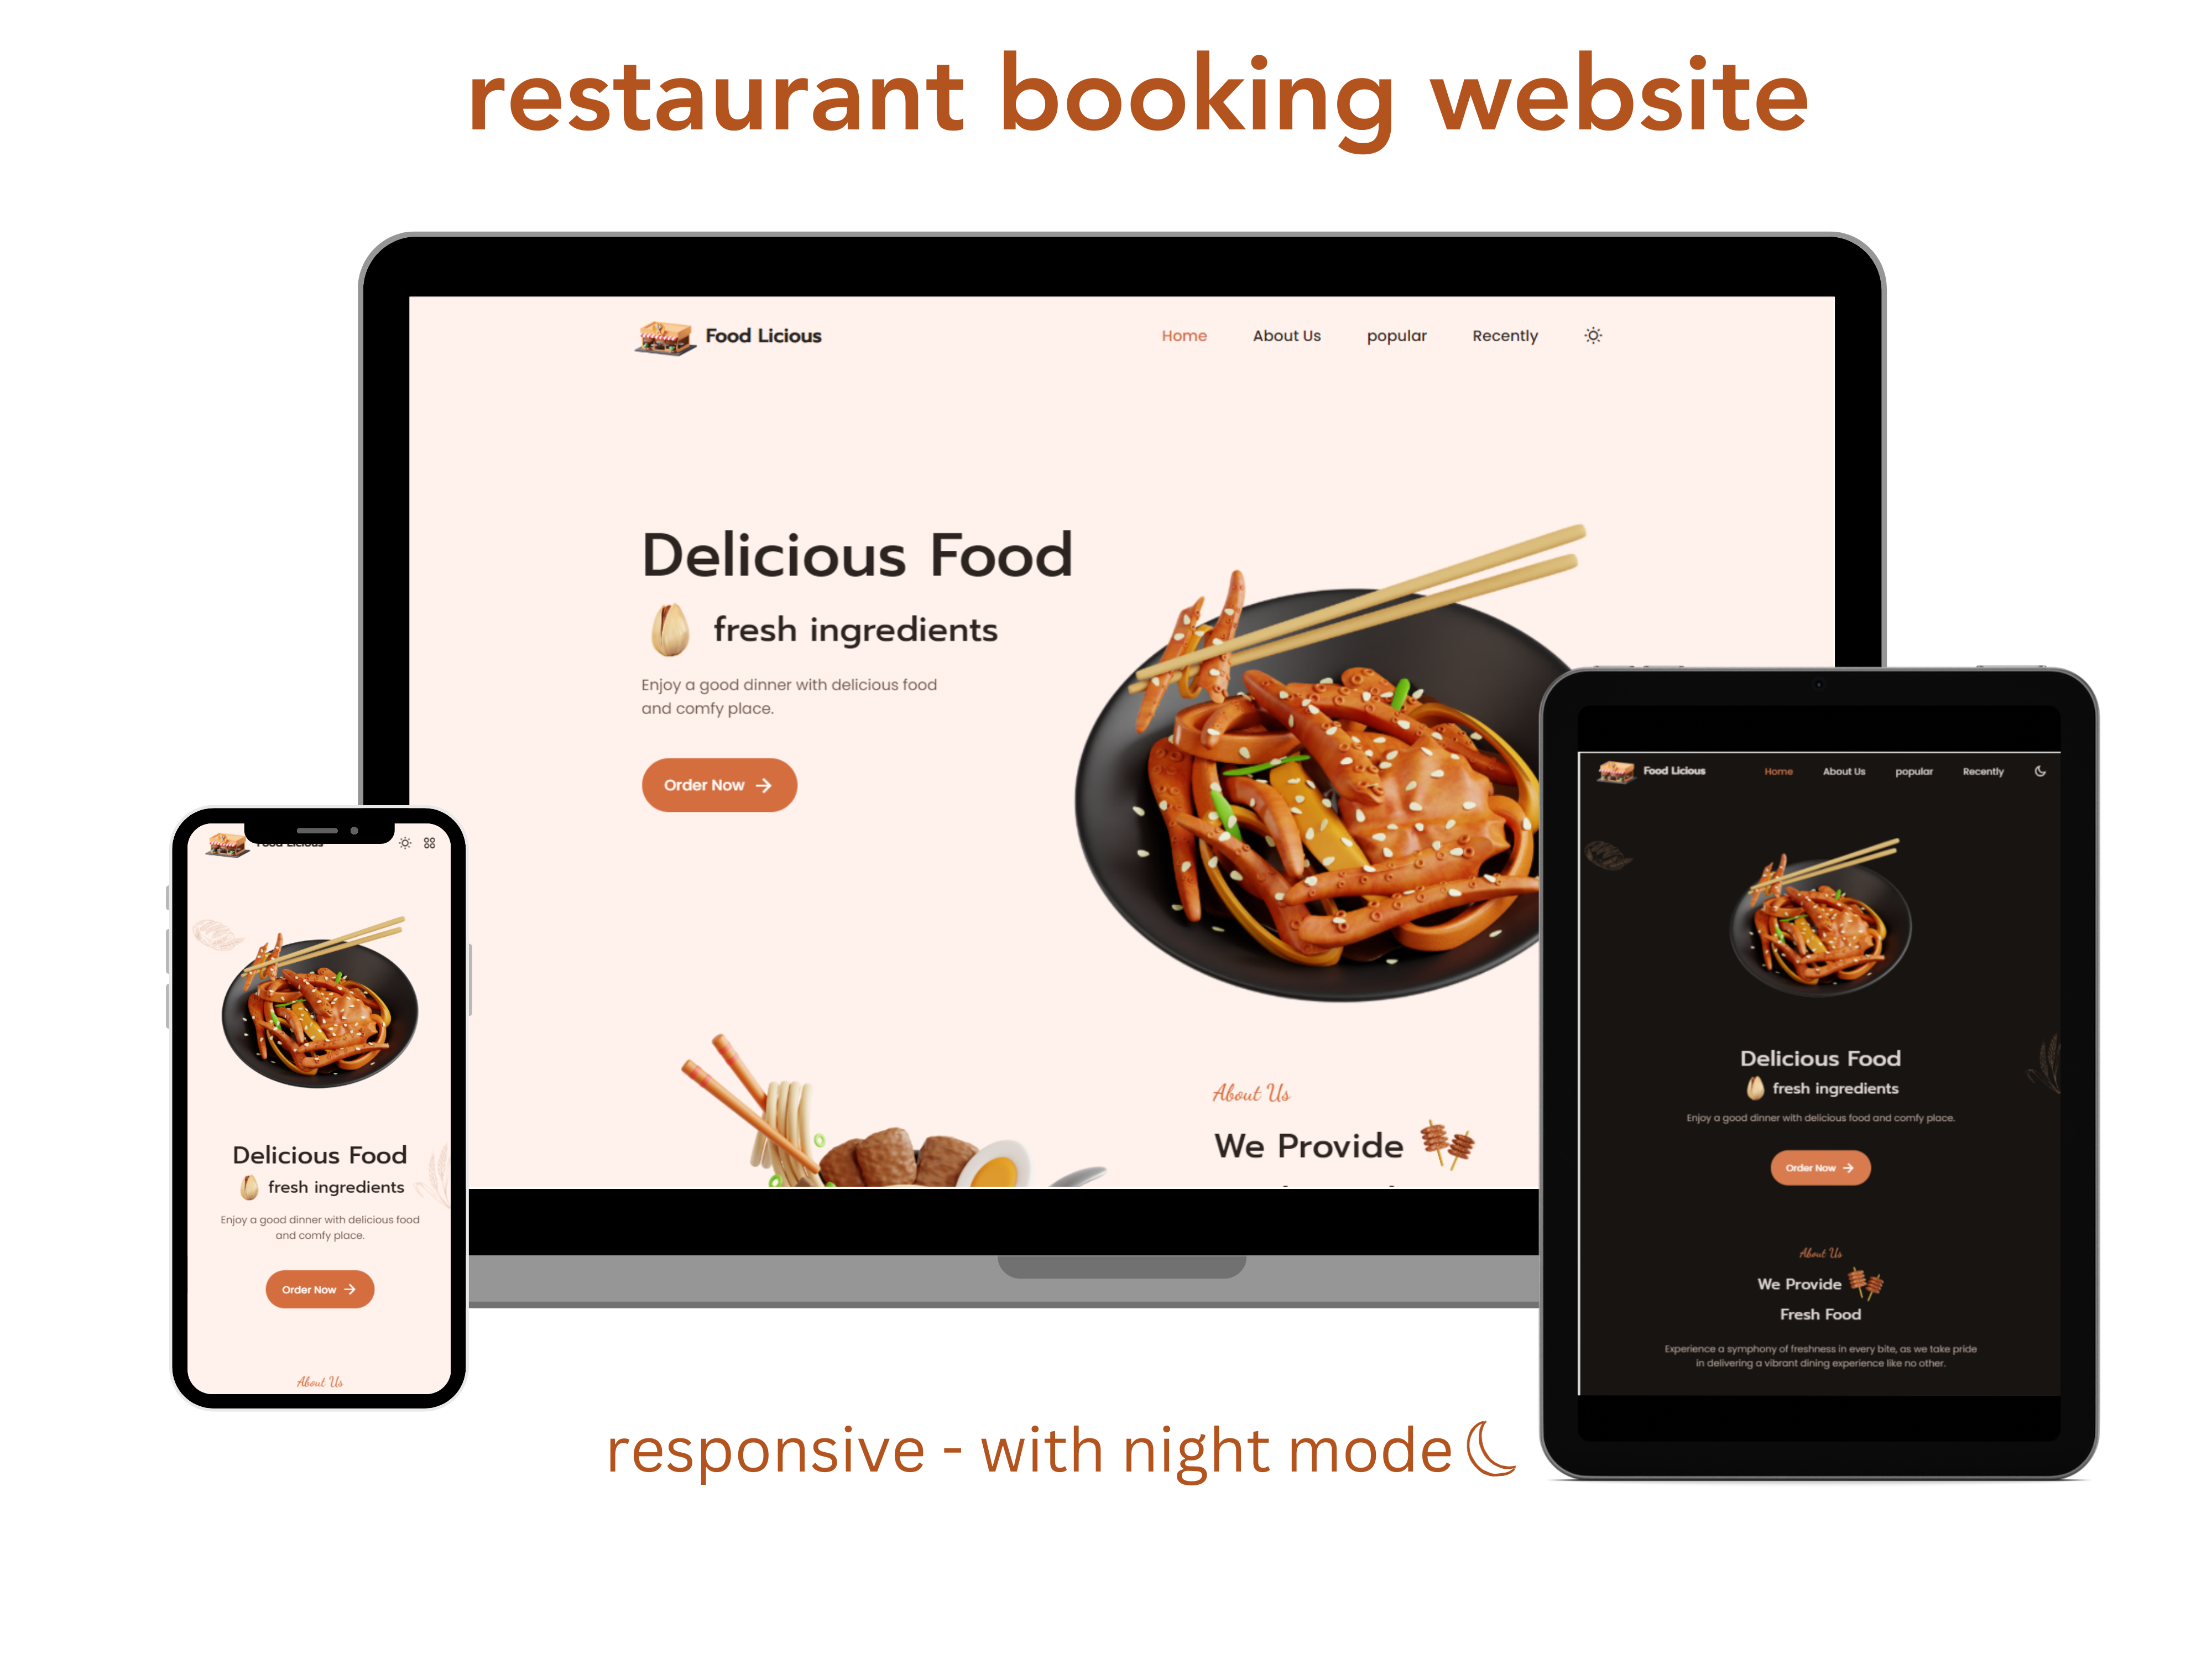 restaurant booking website
Food Licious
Home About Us popular Recently
Delicious Food
fresh ingredients
Enjoy a good dinner with delicious food
and comfy place.
Order Now
About Us
We Provide
Food Licious
Delicious Food
fresh ingredients
Enjoy a good dinner with delicious food
and comfy place.
Order Now
About Us
Food Licious
Home About Us popular Recently
Delicious Food
fresh ingredients
Enjoy a good dinner with delicious food and comfy place.
Order Now
About Us
We Provide
Fresh Food
Experience a symphony of freshness in every bite, as we take pride
in delivering a vibrant dining experience like no other.
responsive - with night mode